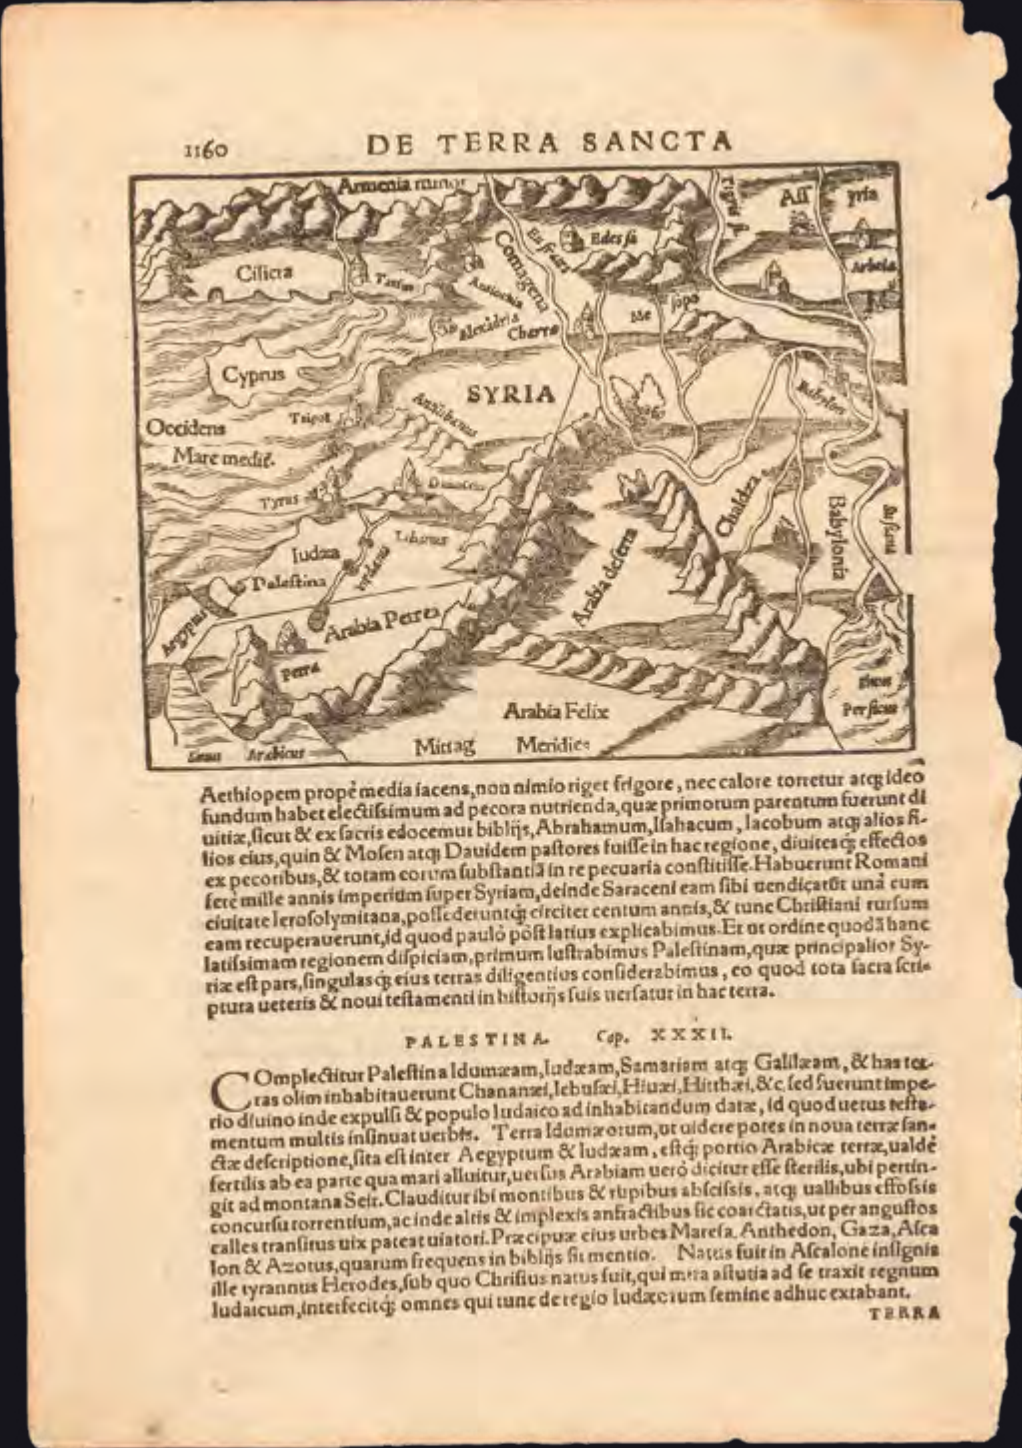 1160
DE TERRA SANCTA
Armenia minor
Tigris fl.
Ass
yria
Cilicia
Comagena
Edessa
Arbela
Tarsus
Antiochia
Alexãdria
Charræ
Me
sopo
Cyprus
SYRIA
Babylon
Occidens
Mare medit.
Tripol
Antilibanus
Tyrus
Damascus
Chaldæa
Babylonia
Susiana
Iudæa
Libanus
Palestina
Iordanis
Arabia deserta
Aegyptus
Arabia Petrea
Petra
Arabia Felix
Sinus
Persicus
Sinus Arabicus
Mittag
Meridies
Aethiopem propè media iacens, non nimio riget frigore, nec calore torretur atq; ideo
fundum habet electissimum ad pecora nutrienda, quæ primorum parentum fuerunt di
uitiæ, sicut & ex sacris edocemur biblijs, Abrahamum, Isahacum, Iacobum atq; alios fi-
lios eius, quin & Mosen atq; Dauidem pastores fuisse in hac regione, diuitesq; effectos
ex pecoribus, & totam eorum substantiã in re pecuaria constitisse. Habuerunt Romani
ferè mille annis imperium super Syriam, deinde Saraceni eam sibi uendicarũt unà cum
ciuitate Ierosolymitana, possederuntq; circiter centum annis, & tunc Christiani rursum
eam recuperauerunt, id quod paulò pòst latius explicabimus. Et ut ordine quodã hanc
latissimam regionem dispiciam, primum lustrabimus Palestinam, quæ principalior Sy-
riæ est pars, singulasq; eius terras diligentius considerabimus, eo quod tota sacra scri-
ptura ueteris & noui testamenti in historijs suis uersatur in hac terra.
PALESTINA. Cap. XXXII.
COmplectitur Palestina Idumæam, Iudæam, Samariam atq; Galilæam, & has ter-
ras olim inhabitauerunt Chananæi, Iebusæi, Hiuæi, Hitthæi, &c. sed fuerunt impe-
rio diuino inde expulsi & populo Iudaico ad inhabitandum datæ, id quod uetus testa-
mentum multis insinuat uerbis. Terra Idumæorum, ut uidere potes in noua terræ san-
ctæ descriptione, sita est inter Aegyptum & Iudæam, estq; portio Arabicæ terræ, ualdè
fertilis ab ea parte qua mari alluitur, uersus Arabiam uerò dicitur esse sterilis, ubi pertin-
git ad montana Seir. Clauditur ibi montibus & rupibus abscissis, atq; uallibus effossis
concursu torrentium, ac inde altis & implexis anfractibus sic coarctatis, ut per angustos
calles transitus uix pateat uiatori. Præcipuæ eius urbes Maresa, Anthedon, Gaza, Asca
lon & Azotus, quarum frequens in biblijs fit mentio. Natus fuit in Ascalone insignis
ille tyrannus Herodes, sub quo Christus natus fuit, qui mira astutia ad se traxit regnum
Iudaicum, interfecitq; omnes qui tunc de regio Iudæorum semine adhuc extabant.
TERRA